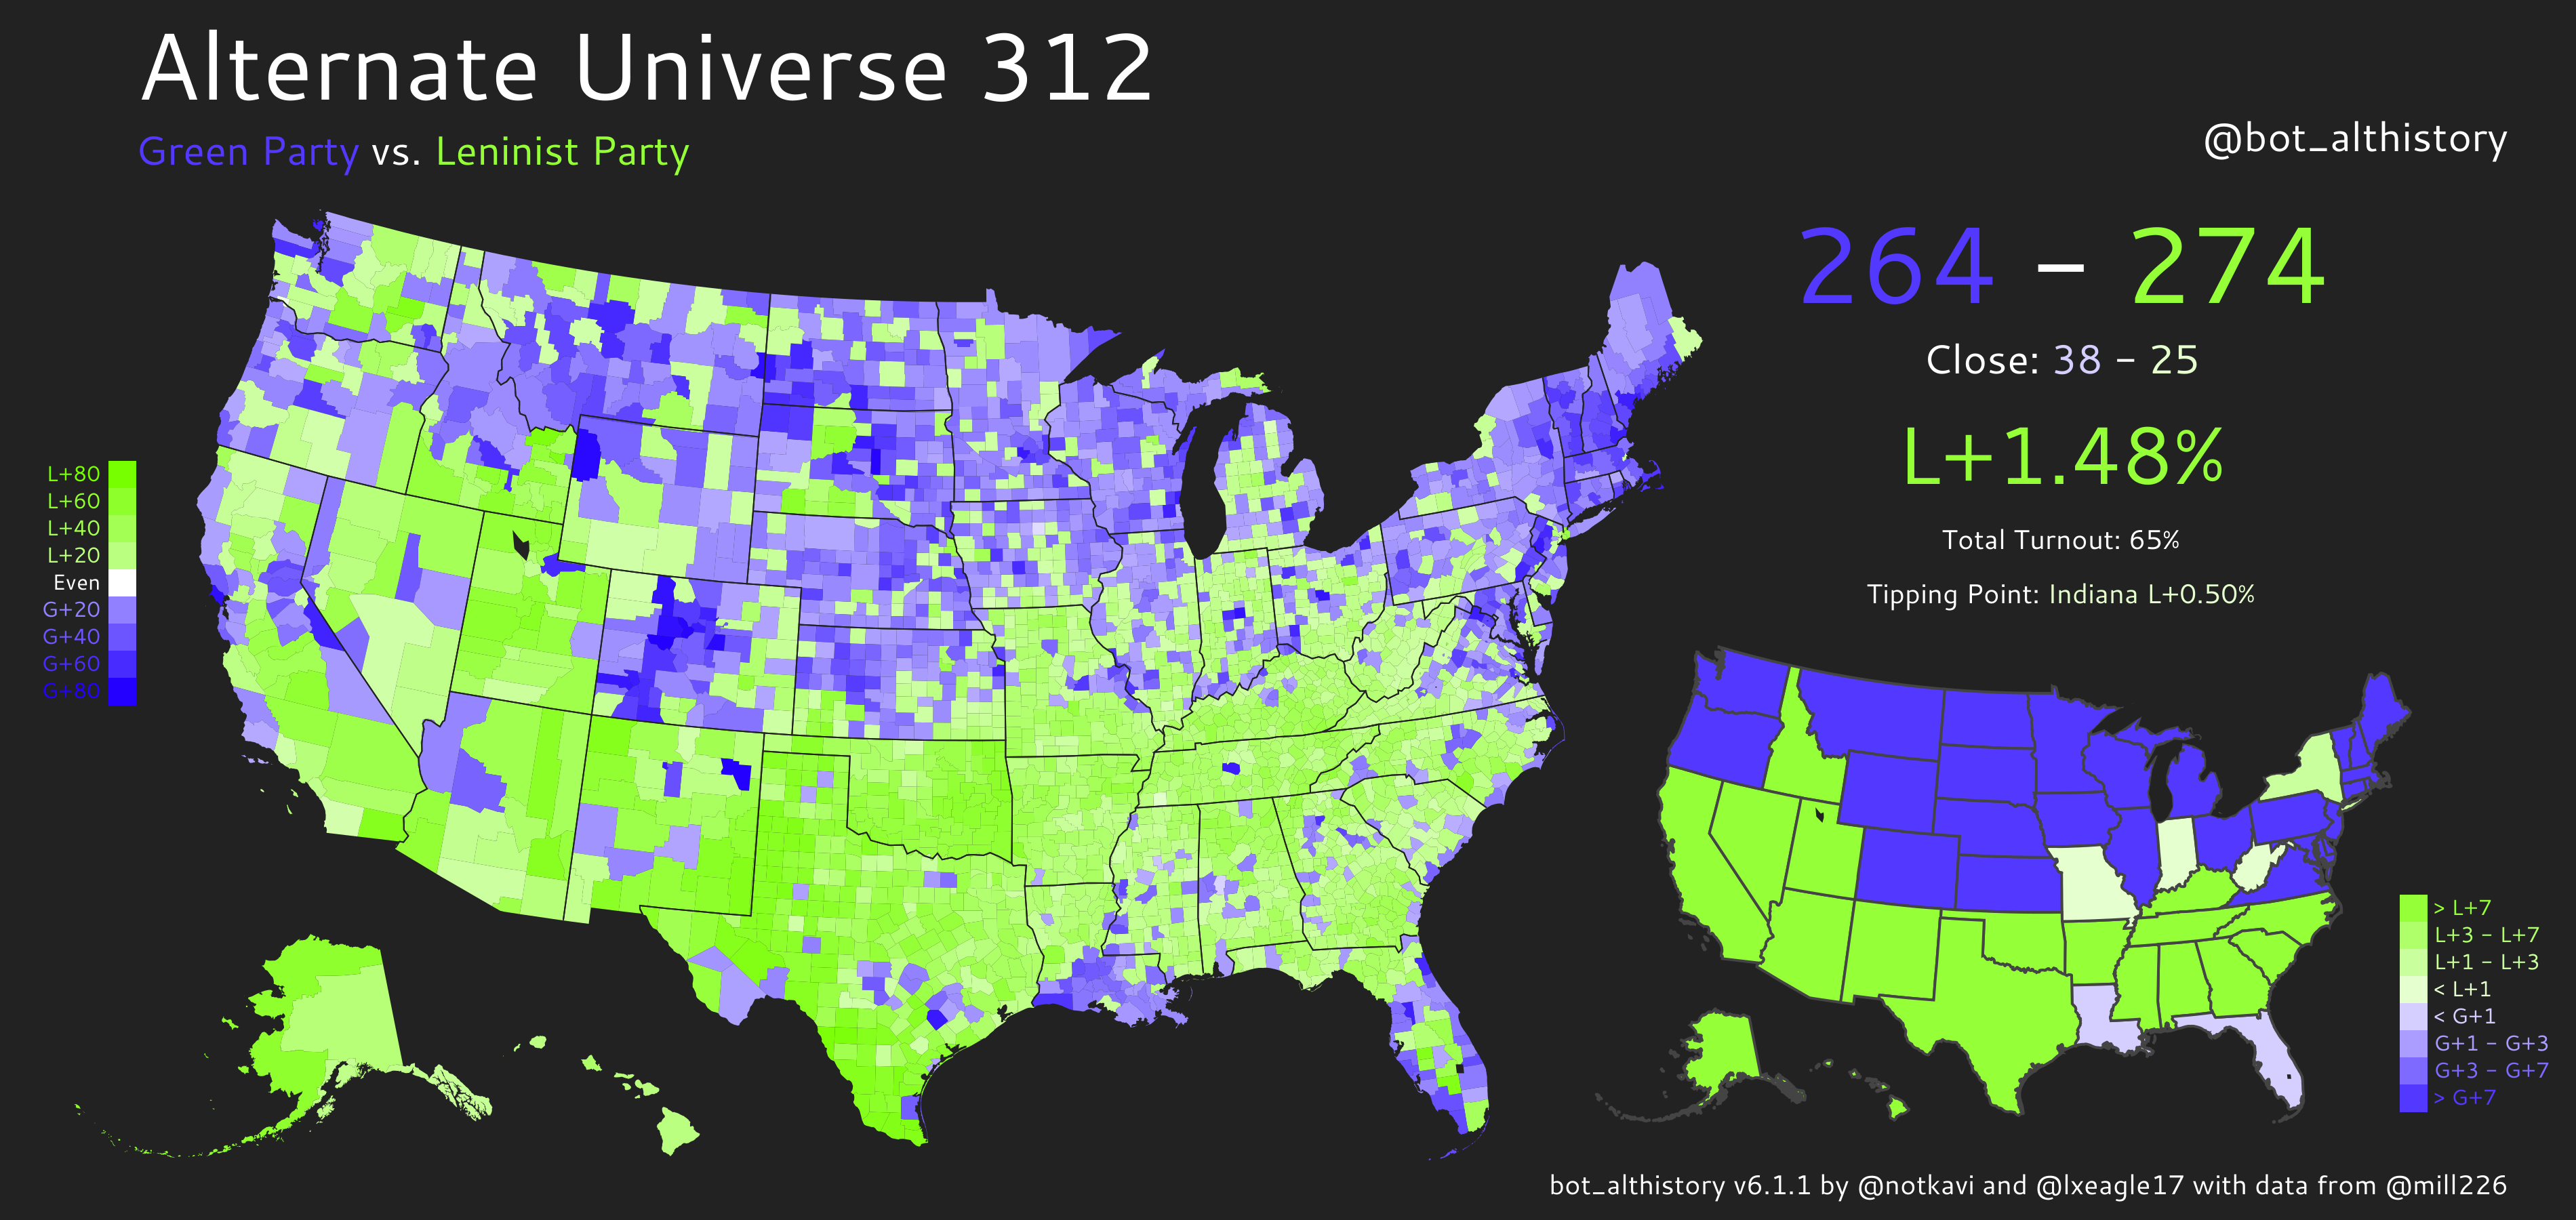 Alternate Universe 312
Green Party vs. Leninist Party
@bot_althistory
264 – 274
Close: 38 – 25
L+1.48%
Total Turnout: 65%
Tipping Point: Indiana L+0.50%
L+80
L+60
L+40
L+20
Even
G+20
G+40
G+60
G+80
> L+7
L+3 – L+7
L+1 – L+3
< L+1
< G+1
G+1 – G+3
G+3 – G+7
> G+7
bot_althistory v6.1.1 by @notkavi and @lxeagle17 with data from @mill226